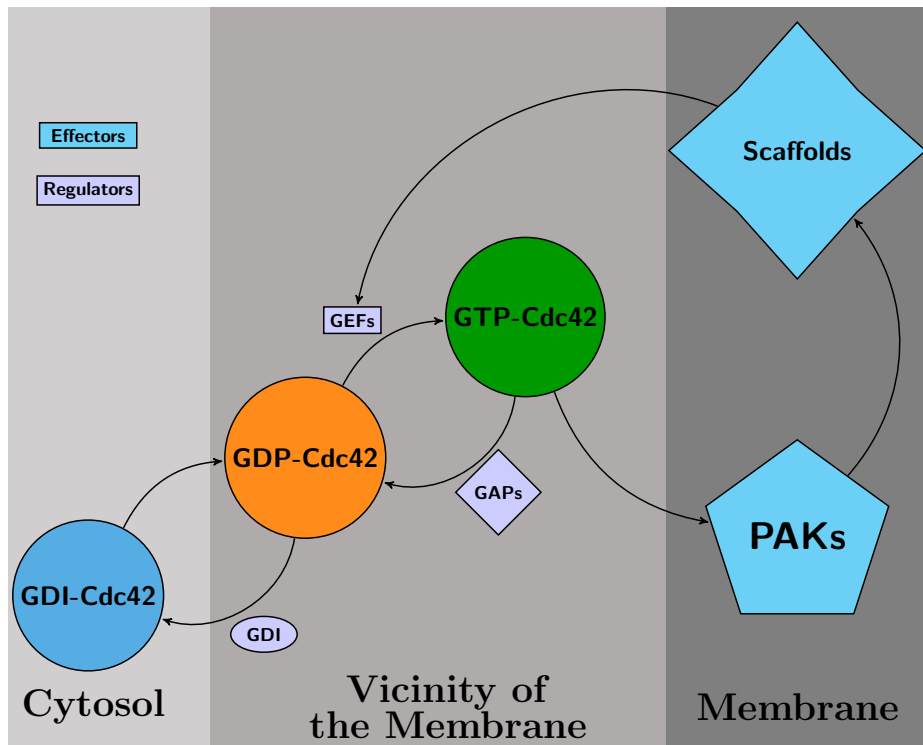 Scaffolds
Effectors
Regulators
GEFs
GTP-Cdc42
GDP-Cdc42
GAPs
PAKs
GDI-Cdc42
GDI
Cytosol
Vicinity of
the Membrane
Membrane